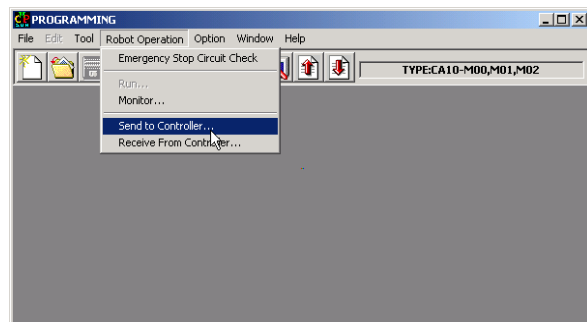 PROGRAMMING
File Edit Tool Robot Operation Option Window Help
TYPE:CA10-M00,M01,M02
Emergency Stop Circuit Check
Run...
Monitor...
Send to Controller...
Receive From Controller...